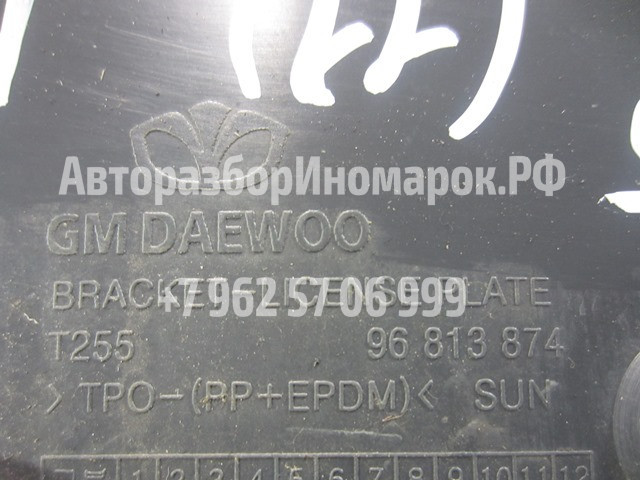 (11)
АвторазборИномарок.РФ
GM DAEWOO
BRACKET-LICENSE PLATE
+79625706999
T255 96 813 874
>TPO-(PP+EPDM)< SUN
1 2 3 4 5 6 7 8 9 10 11 12